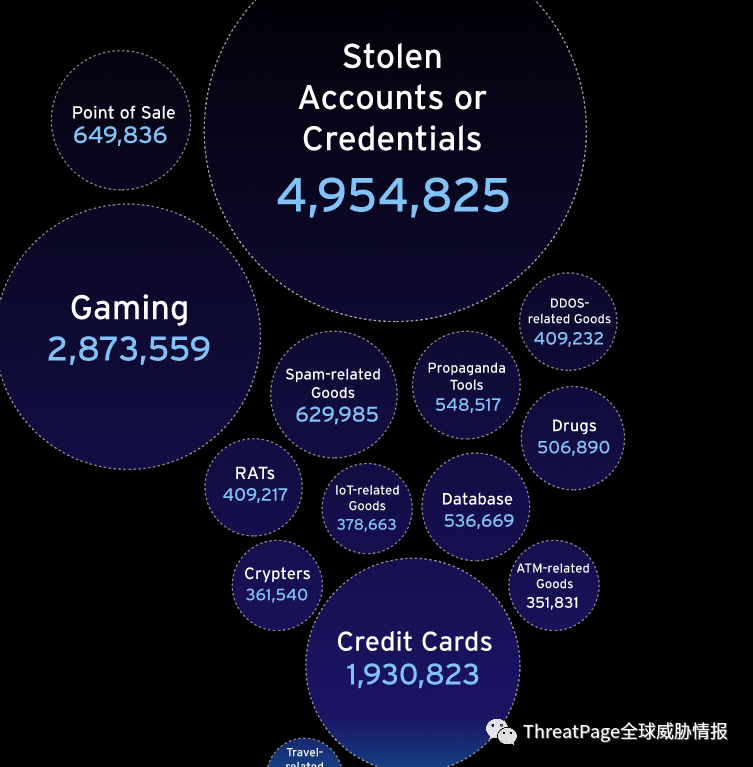 Stolen
Accounts or
Credentials
4,954,825
Point of Sale
649,836
Gaming
2,873,559
DDOS-
related Goods
409,232
Spam-related
Goods
629,985
Propaganda
Tools
548,517
Drugs
506,890
RATs
409,217
IoT-related
Goods
378,663
Database
536,669
Crypters
361,540
ATM-related
Goods
351,831
Credit Cards
1,930,823
Travel-
related
ThreatPage全球威胁情报